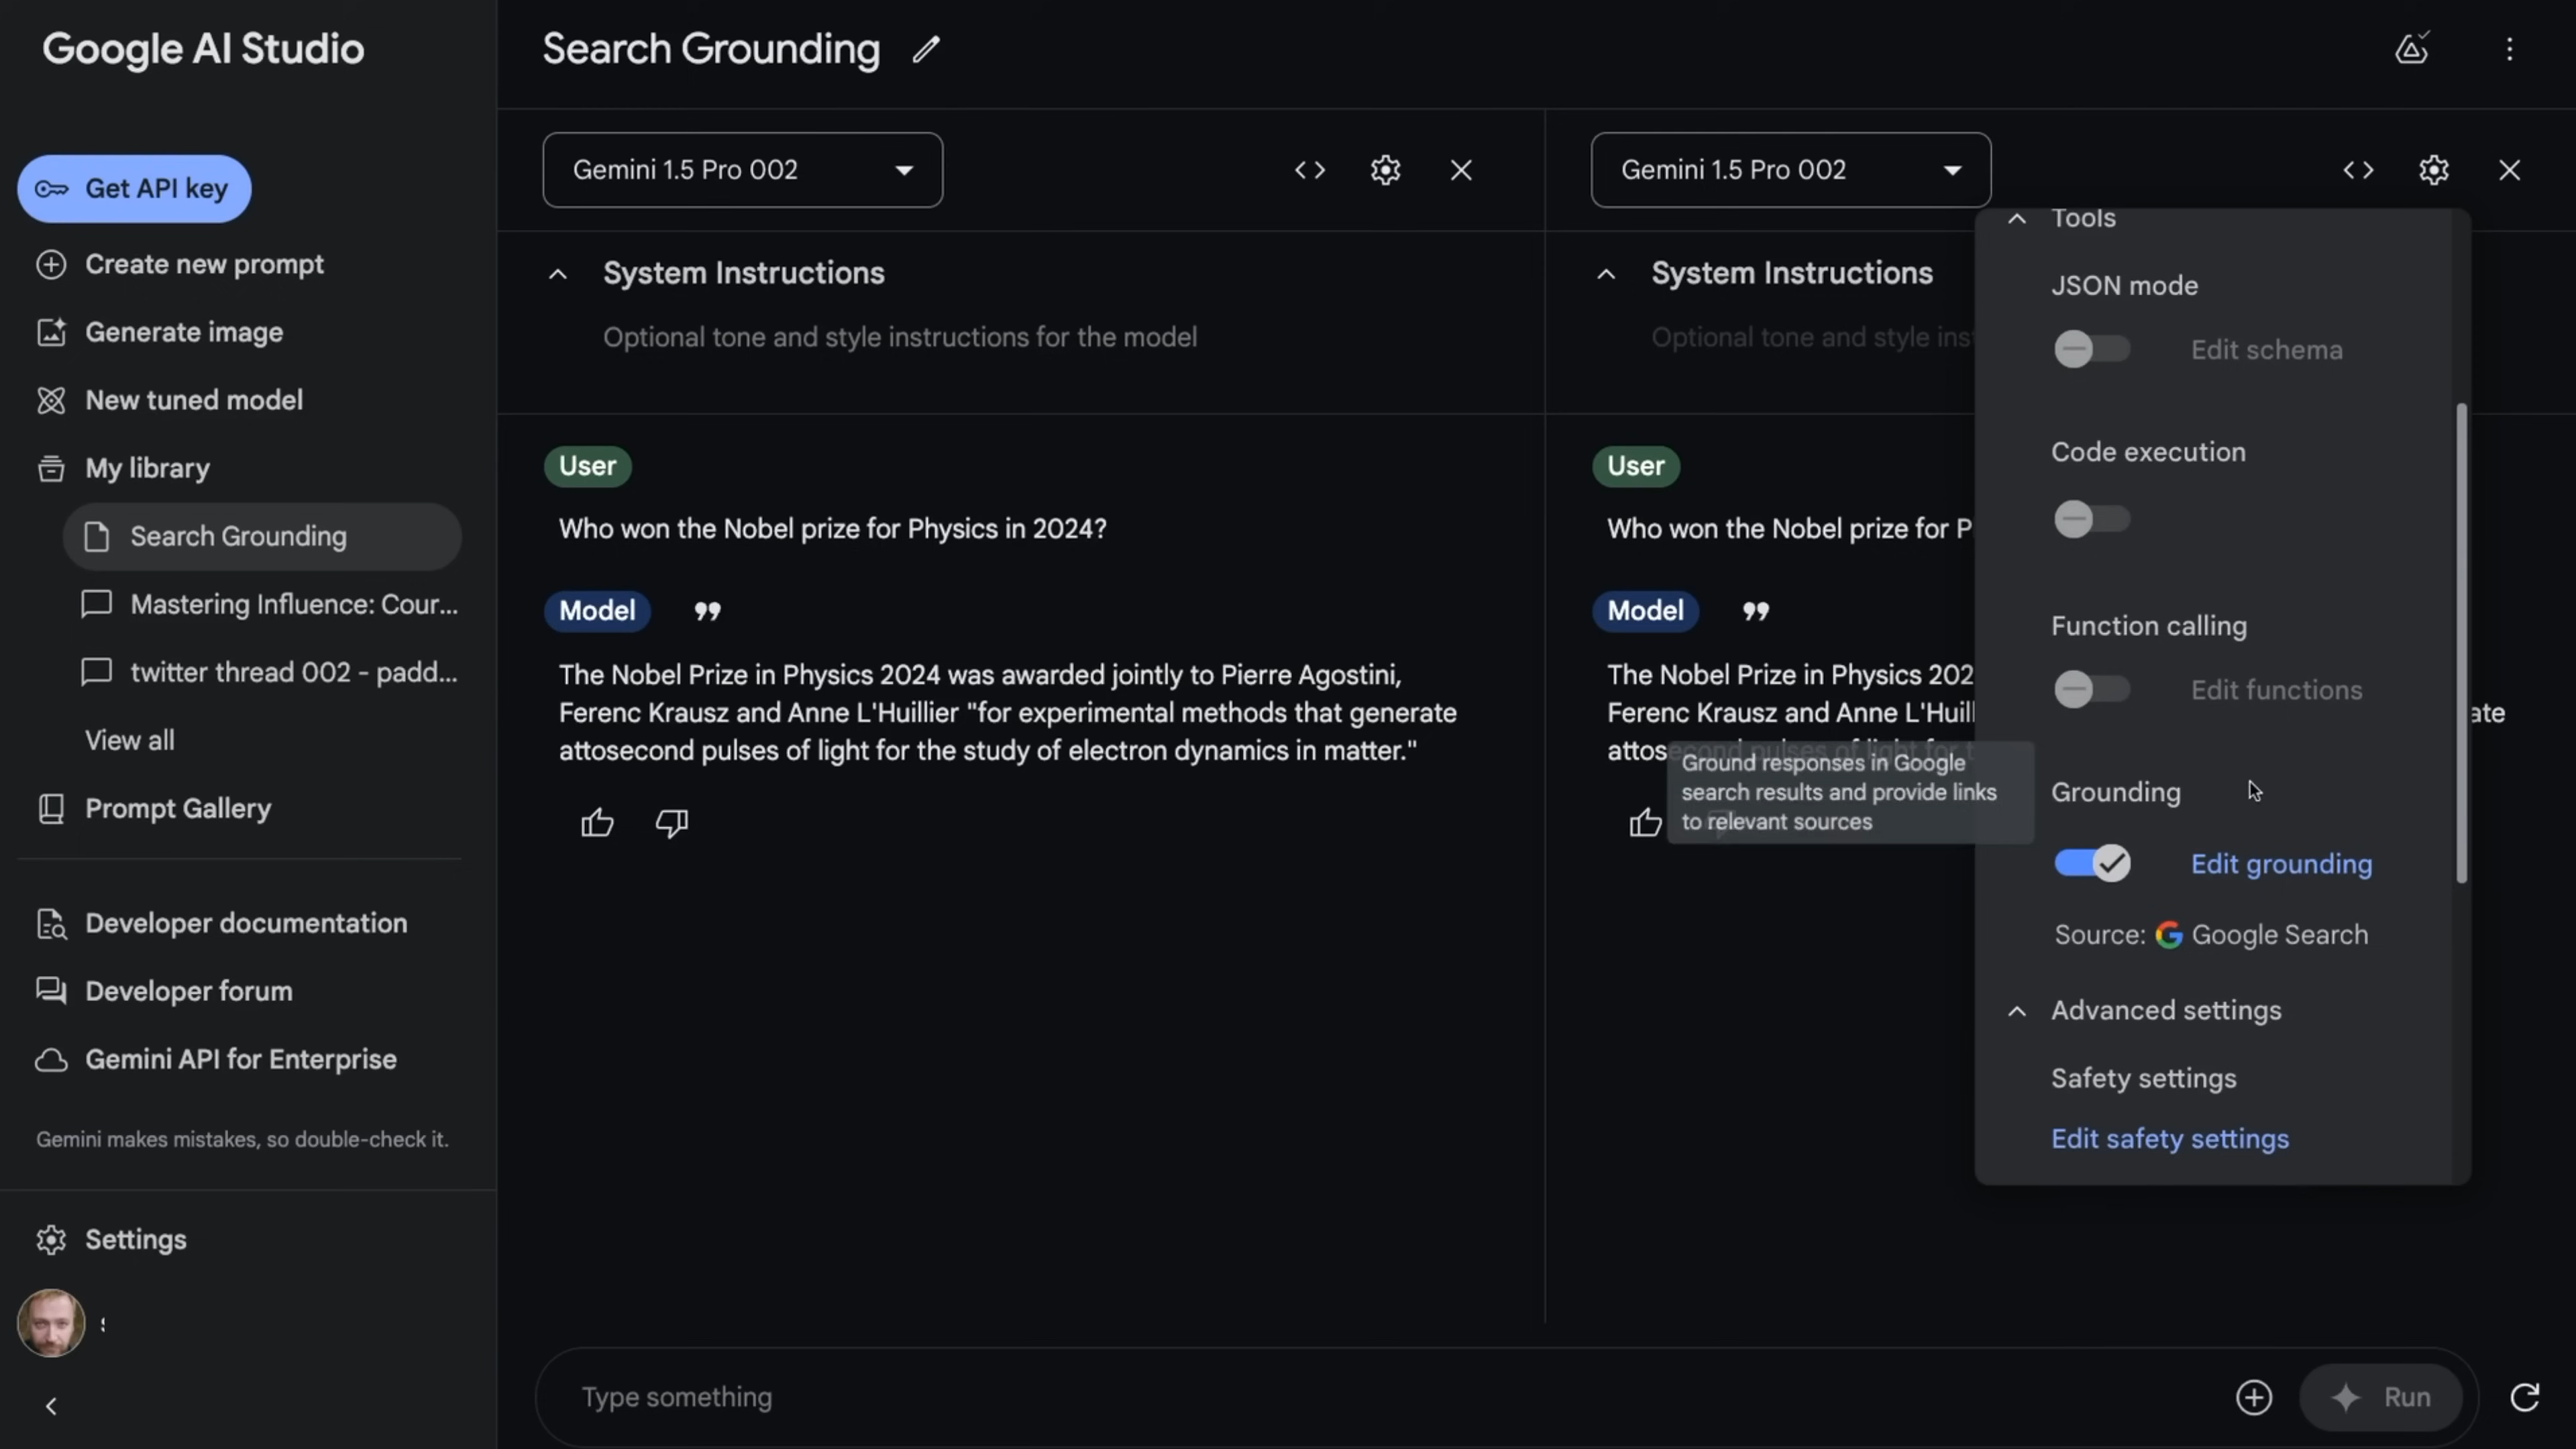 Google AI Studio
Get API key
Create new prompt
Generate image
New tuned model
My library
Search Grounding
Mastering Influence: Cour...
twitter thread 002 - padd...
View all
Prompt Gallery
Developer documentation
Developer forum
Gemini API for Enterprise
Gemini makes mistakes, so double-check it.
Settings
Search Grounding
Gemini 1.5 Pro 002
System Instructions
Optional tone and style instructions for the model
User
Who won the Nobel prize for Physics in 2024?
Model
The Nobel Prize in Physics 2024 was awarded jointly to Pierre Agostini,
Ferenc Krausz and Anne L'Huillier "for experimental methods that generate
attosecond pulses of light for the study of electron dynamics in matter."
Gemini 1.5 Pro 002
System Instructions
Optional tone and style ins
User
Who won the Nobel prize for P
Model
The Nobel Prize in Physics 202
Ferenc Krausz and Anne L'Huill ate
attosecond pulses of light for t
Ground responses in Google
search results and provide links
to relevant sources
Tools
JSON mode
Edit schema
Code execution
Function calling
Edit functions
Grounding
Edit grounding
Source: Google Search
Advanced settings
Safety settings
Edit safety settings
Type something
Run